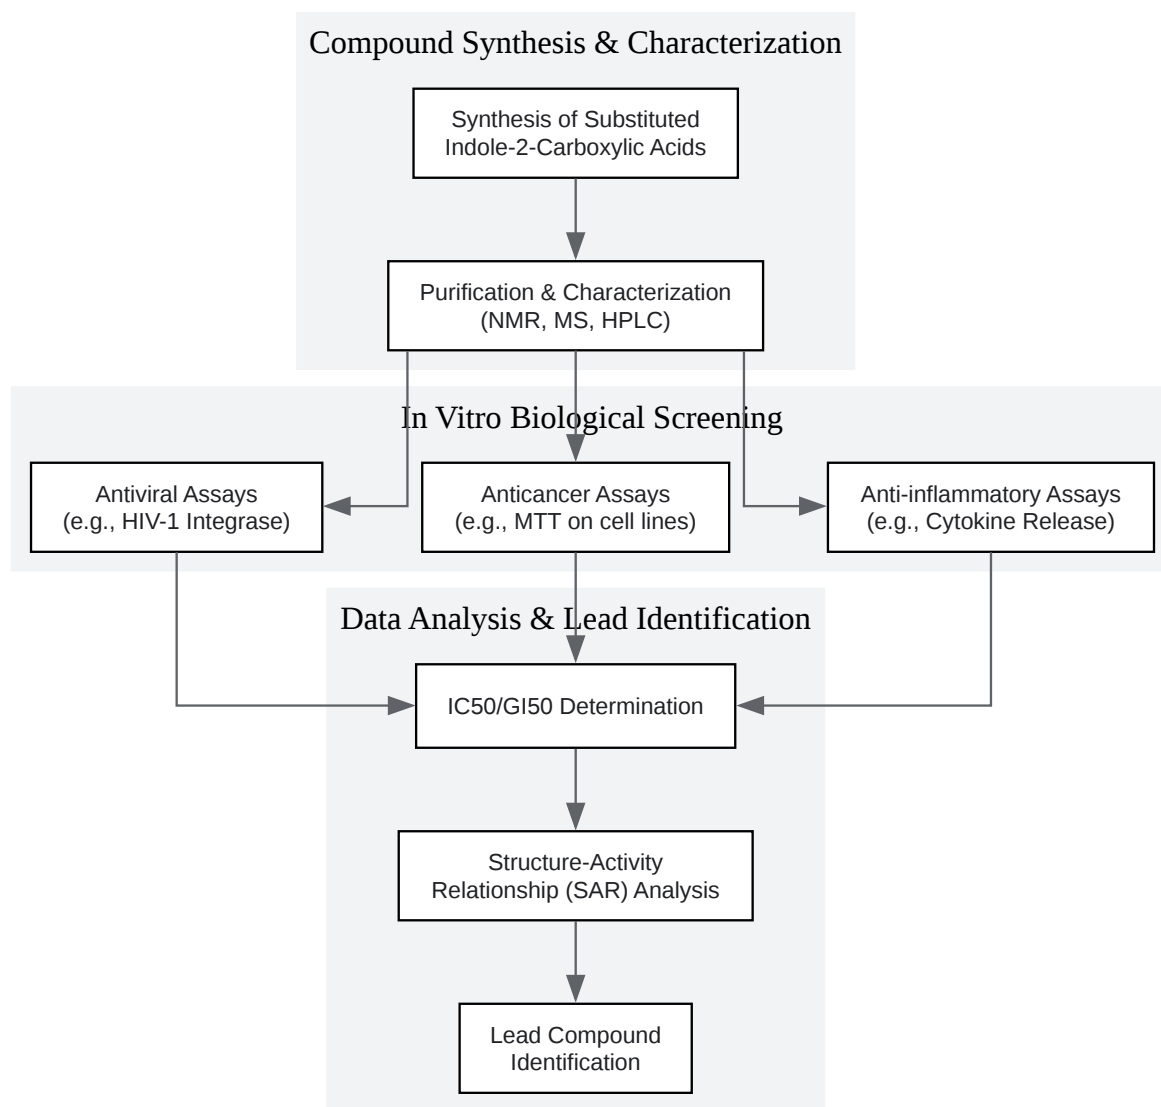 Compound Synthesis & Characterization
Synthesis of Substituted
Indole-2-Carboxylic Acids
Purification & Characterization
(NMR, MS, HPLC)
In Vitro Biological Screening
Antiviral Assays
(e.g., HIV-1 Integrase)
Anticancer Assays
(e.g., MTT on cell lines)
Anti-inflammatory Assays
(e.g., Cytokine Release)
Data Analysis & Lead Identification
IC50/GI50 Determination
Structure-Activity
Relationship (SAR) Analysis
Lead Compound
Identification